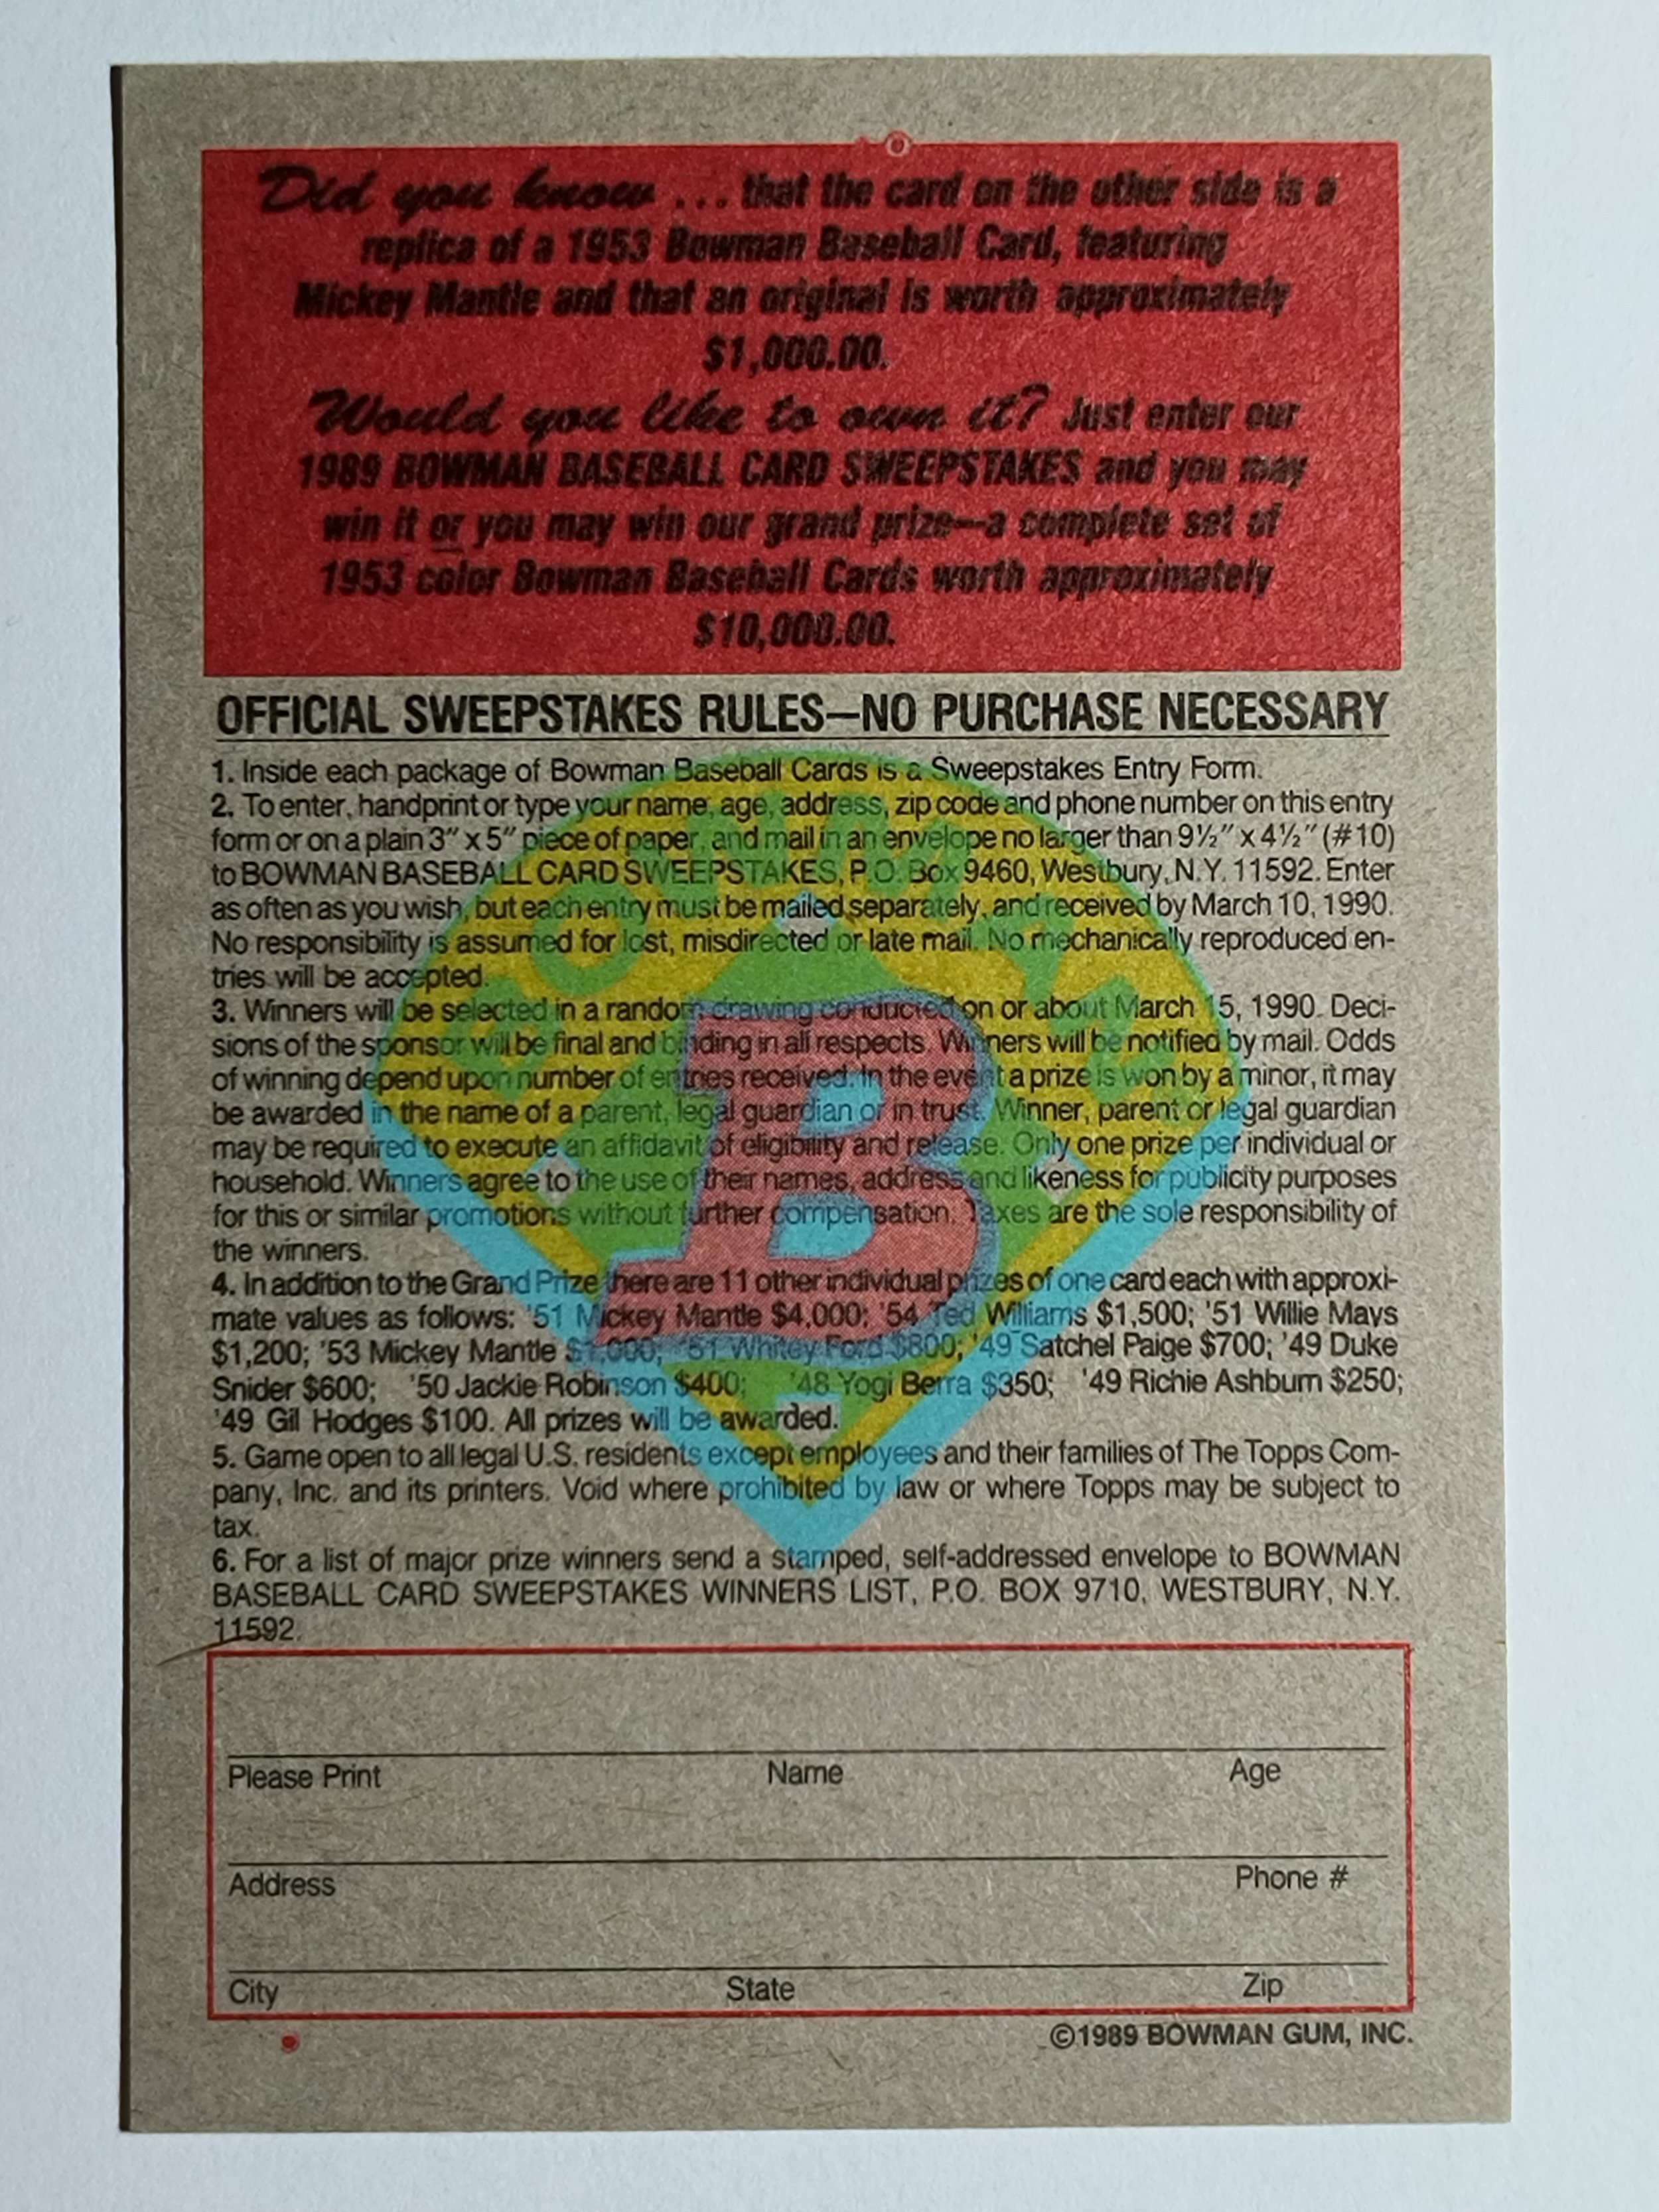 Did you know ... that the card on the other side is a
replica of a 1953 Bowman Baseball Card, featuring
Mickey Mantle and that an original is worth approximately
$1,000.00.
Would you like to own it? Just enter our
1989 BOWMAN BASEBALL CARD SWEEPSTAKES and you may
win it or you may win our grand prize—a complete set of
1953 color Bowman Baseball Cards worth approximately
$10,000.00.
OFFICIAL SWEEPSTAKES RULES—NO PURCHASE NECESSARY
1. Inside each package of Bowman Baseball Cards is a Sweepstakes Entry Form.
2. To enter, handprint or type your name, age, address, zip code and phone number on this entry
form or on a plain 3" x 5" piece of paper, and mail in an envelope no larger than 9½" x 4½" (#10)
to BOWMAN BASEBALL CARD SWEEPSTAKES, P.O. Box 9460, Westbury, N.Y. 11592. Enter
as often as you wish, but each entry must be mailed separately, and received by March 10, 1990.
No responsibility is assumed for lost, misdirected or late mail. No mechanically reproduced en-
tries will be accepted.
3. Winners will be selected in a random drawing conducted on or about March 15, 1990. Deci-
sions of the sponsor will be final and binding in all respects. Winners will be notified by mail. Odds
of winning depend upon number of entries received. In the event a prize is won by a minor, it may
be awarded in the name of a parent, legal guardian or in trust. Winner, parent or legal guardian
may be required to execute an affidavit of eligibility and release. Only one prize per individual or
household. Winners agree to the use of their names, address and likeness for publicity purposes
for this or similar promotions without further compensation. Taxes are the sole responsibility of
the winners.
4. In addition to the Grand Prize there are 11 other individual prizes of one card each with approxi-
mate values as follows: '51 Mickey Mantle $4,000; '54 Ted Williams $1,500; '51 Willie Mays
$1,200; '53 Mickey Mantle $1,000; '51 Whitey Ford $800; '49 Satchel Paige $700; '49 Duke
Snider $600; '50 Jackie Robinson $400; '48 Yogi Berra $350; '49 Richie Ashburn $250;
'49 Gil Hodges $100. All prizes will be awarded.
5. Game open to all legal U.S. residents except employees and their families of The Topps Com-
pany, Inc. and its printers. Void where prohibited by law or where Topps may be subject to
tax.
6. For a list of major prize winners send a stamped, self-addressed envelope to BOWMAN
BASEBALL CARD SWEEPSTAKES WINNERS LIST, P.O. BOX 9710, WESTBURY, N.Y.
11592.
BOWMAN
B
Please Print Name Age
Address Phone #
City State Zip
©1989 BOWMAN GUM, INC.